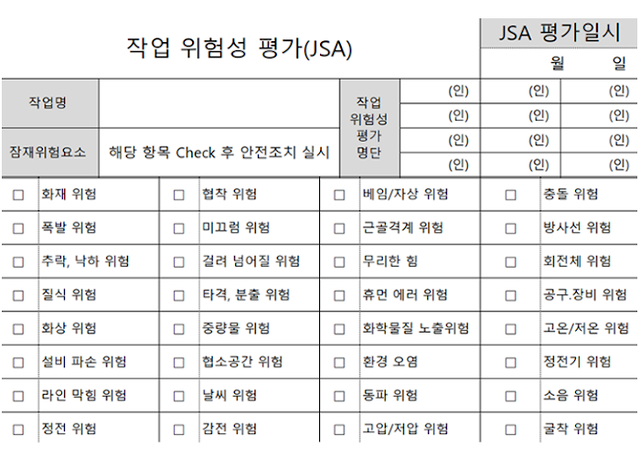 작업 위험성 평가(JSA)
JSA 평가일시
월 일
작업명
작업
위험성
평가
명단
(인) (인) (인)
(인) (인) (인)
(인) (인) (인)
(인) (인) (인)
잠재위험요소 해당 항목 Check 후 안전조치 실시
□ 화재 위험 □ 협착 위험 □ 베임/자상 위험 □ 충돌 위험
□ 폭발 위험 □ 미끄럼 위험 □ 근골격계 위험 □ 방사선 위험
□ 추락, 낙하 위험 □ 걸려 넘어질 위험 □ 무리한 힘 □ 회전체 위험
□ 질식 위험 □ 타격, 분출 위험 □ 휴먼 에러 위험 □ 공구.장비 위험
□ 화상 위험 □ 중량물 위험 □ 화학물질 노출위험 □ 고온/저온 위험
□ 설비 파손 위험 □ 협소공간 위험 □ 환경 오염 □ 정전기 위험
□ 라인 막힘 위험 □ 날씨 위험 □ 동파 위험 □ 소음 위험
□ 정전 위험 □ 감전 위험 □ 고압/저압 위험 □ 굴착 위험